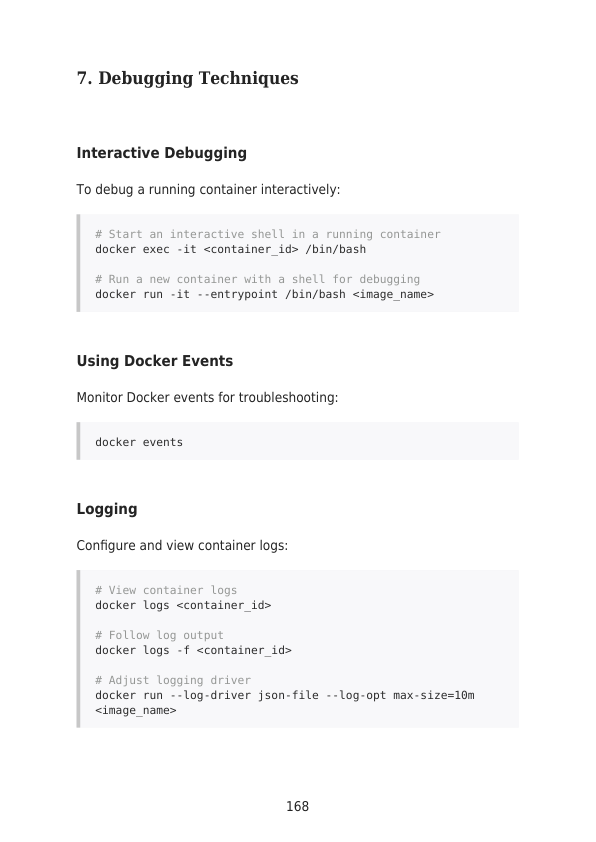 7. Debugging Techniques
Interactive Debugging
To debug a running container interactively:
# Start an interactive shell in a running container
docker exec -it <container_id> /bin/bash
# Run a new container with a shell for debugging
docker run -it --entrypoint /bin/bash <image_name>
Using Docker Events
Monitor Docker events for troubleshooting:
docker events
Logging
Configure and view container logs:
# View container logs
docker logs <container_id>
# Follow log output
docker logs -f <container_id>
# Adjust logging driver
docker run --log-driver json-file --log-opt max-size=10m
<image_name>
168